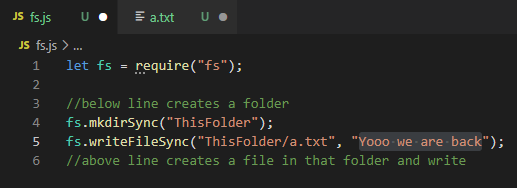 JS fs.js U a.txt U
JS fs.js > ...
1 let fs = require("fs");
2
3 //below line creates a folder
4 fs.mkdirSync("ThisFolder");
5 fs.writeFileSync("ThisFolder/a.txt", "Yooo we are back");
6 //above line creates a file in that folder and write